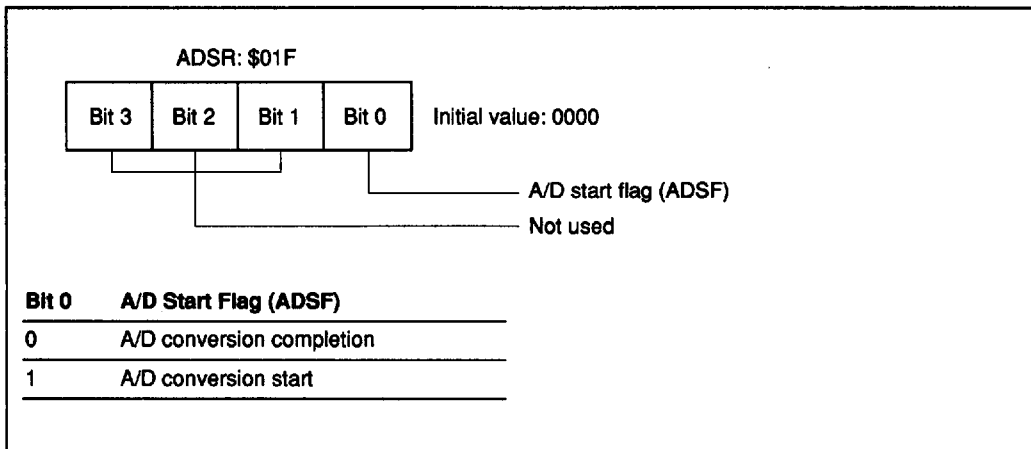 ADSR: $01F
Bit 3 Bit 2 Bit 1 Bit 0 Initial value: 0000
A/D start flag (ADSF)
Not used
Bit 0 A/D Start Flag (ADSF)
0 A/D conversion completion
1 A/D conversion start